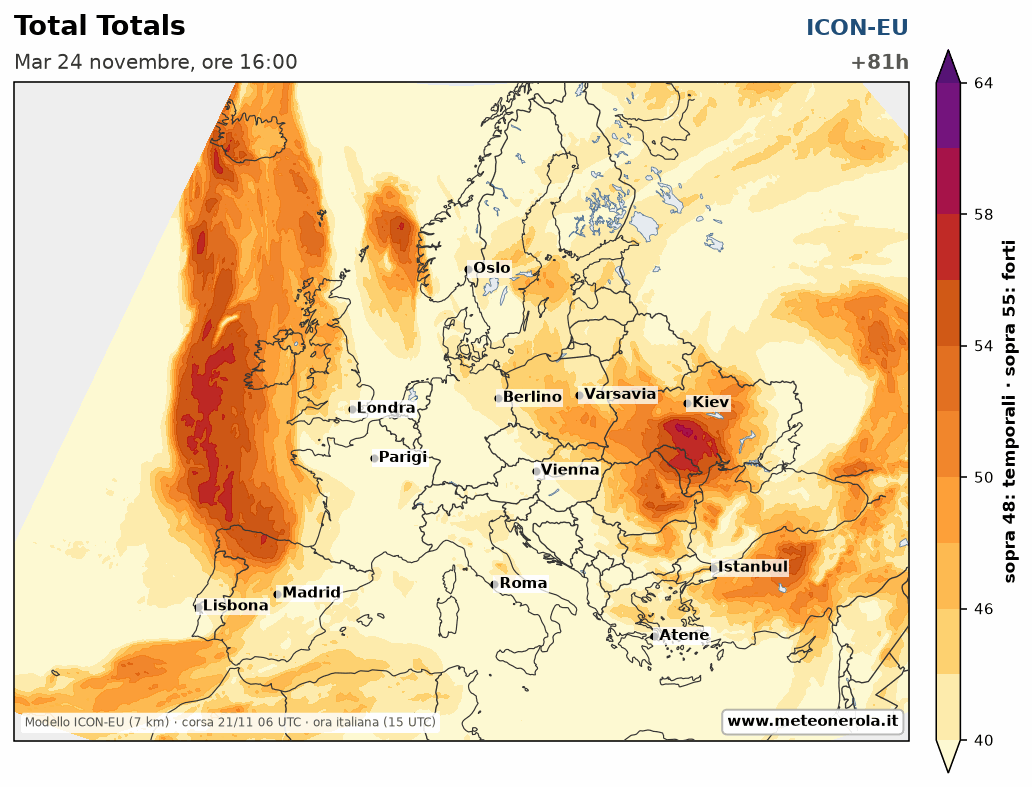 Total Totals
ICON-EU
Mar 24 novembre, ore 16:00
+81h
64
58
54
50
46
40
sopra 48: temporali · sopra 55: forti
Oslo
Berlino
Varsavia
Kiev
Londra
Parigi
Vienna
Istanbul
Roma
Madrid
Lisbona
Atene
Modello ICON-EU (7 km) · corsa 21/11 06 UTC · ora italiana (15 UTC)
www.meteonerola.it